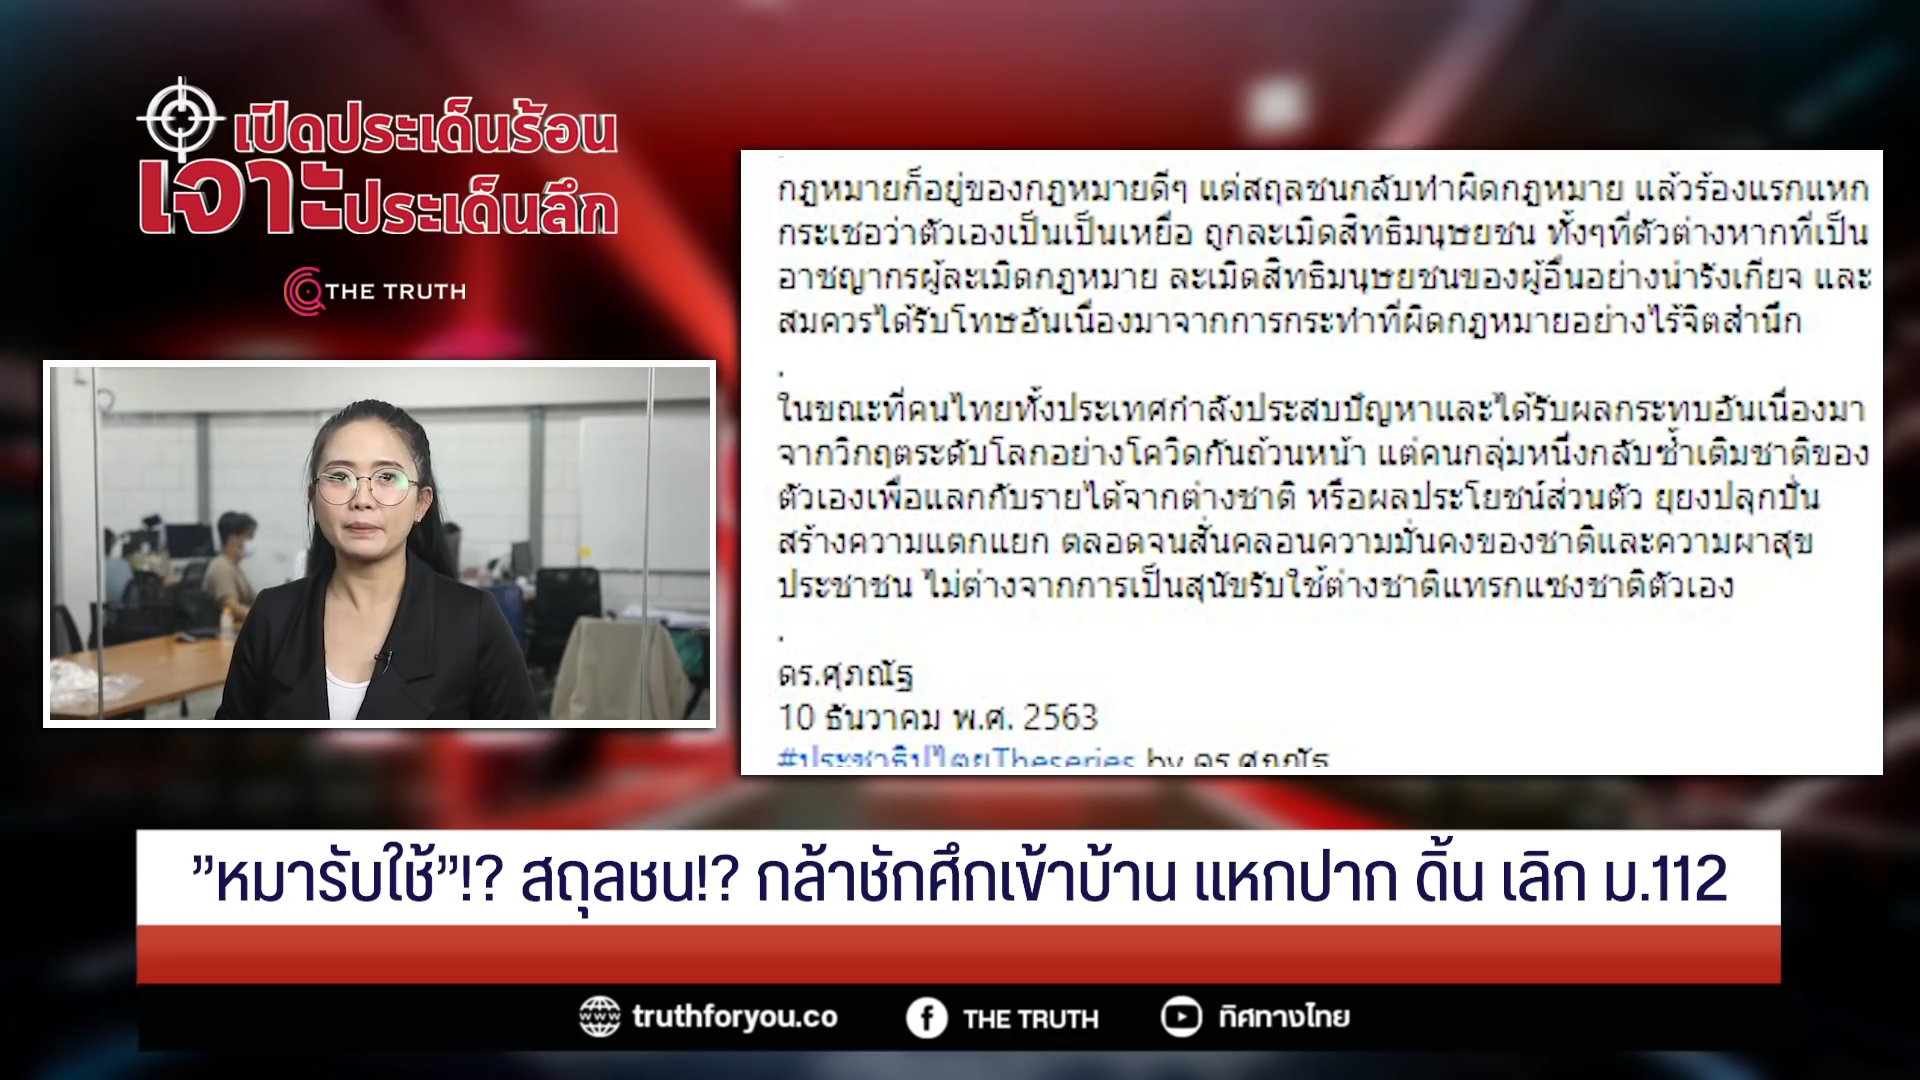 เปิดประเด็นร้อน
เจาะประเด็นลึก
THE TRUTH
กฎหมายก็อยู่ของกฎหมายดีๆ แต่สถุลชนกลับทำผิดกฎหมาย แล้วร้องแรกแหก
กระเชอว่าตัวเองเป็นเป็นเหยื่อ ถูกละเมิดสิทธิมนุษยชน ทั้งๆที่ตัวต่างหากที่เป็น
อาชญากรผู้ละเมิดกฎหมาย ละเมิดสิทธิมนุษยชนของผู้อื่นอย่างน่ารังเกียจ และ
สมควรได้รับโทษอันเนื่องมาจากการกระทำที่ผิดกฎหมายอย่างไร้จิตสำนึก
.
ในขณะที่คนไทยทั้งประเทศกำลังประสบปัญหาและได้รับผลกระทบอันเนื่องมา
จากวิกฤตระดับโลกอย่างโควิดกันถ้วนหน้า แต่คนกลุ่มหนึ่งกลับซ้ำเติมชาติของ
ตัวเองเพื่อแลกกับรายได้จากต่างชาติ หรือผลประโยชน์ส่วนตัว ยุยงปลุกปั่น
สร้างความแตกแยก ตลอดจนสั่นคลอนความมั่นคงของชาติและความผาสุข
ประชาชน ไม่ต่างจากการเป็นสุนัขรับใช้ต่างชาติแทรกแซงชาติตัวเอง
.
ดร.ศุภณัฐ
10 ธันวาคม พ.ศ. 2563
#ประชาธิปไตยTheseries by ดร.ศุภณัฐ
”หมารับใช้”!? สถุลชน!? กล้าชักศึกเข้าบ้าน แหกปาก ดิ้น เลิก ม.112
truthforyou.co
THE TRUTH
ทิศทางไทย